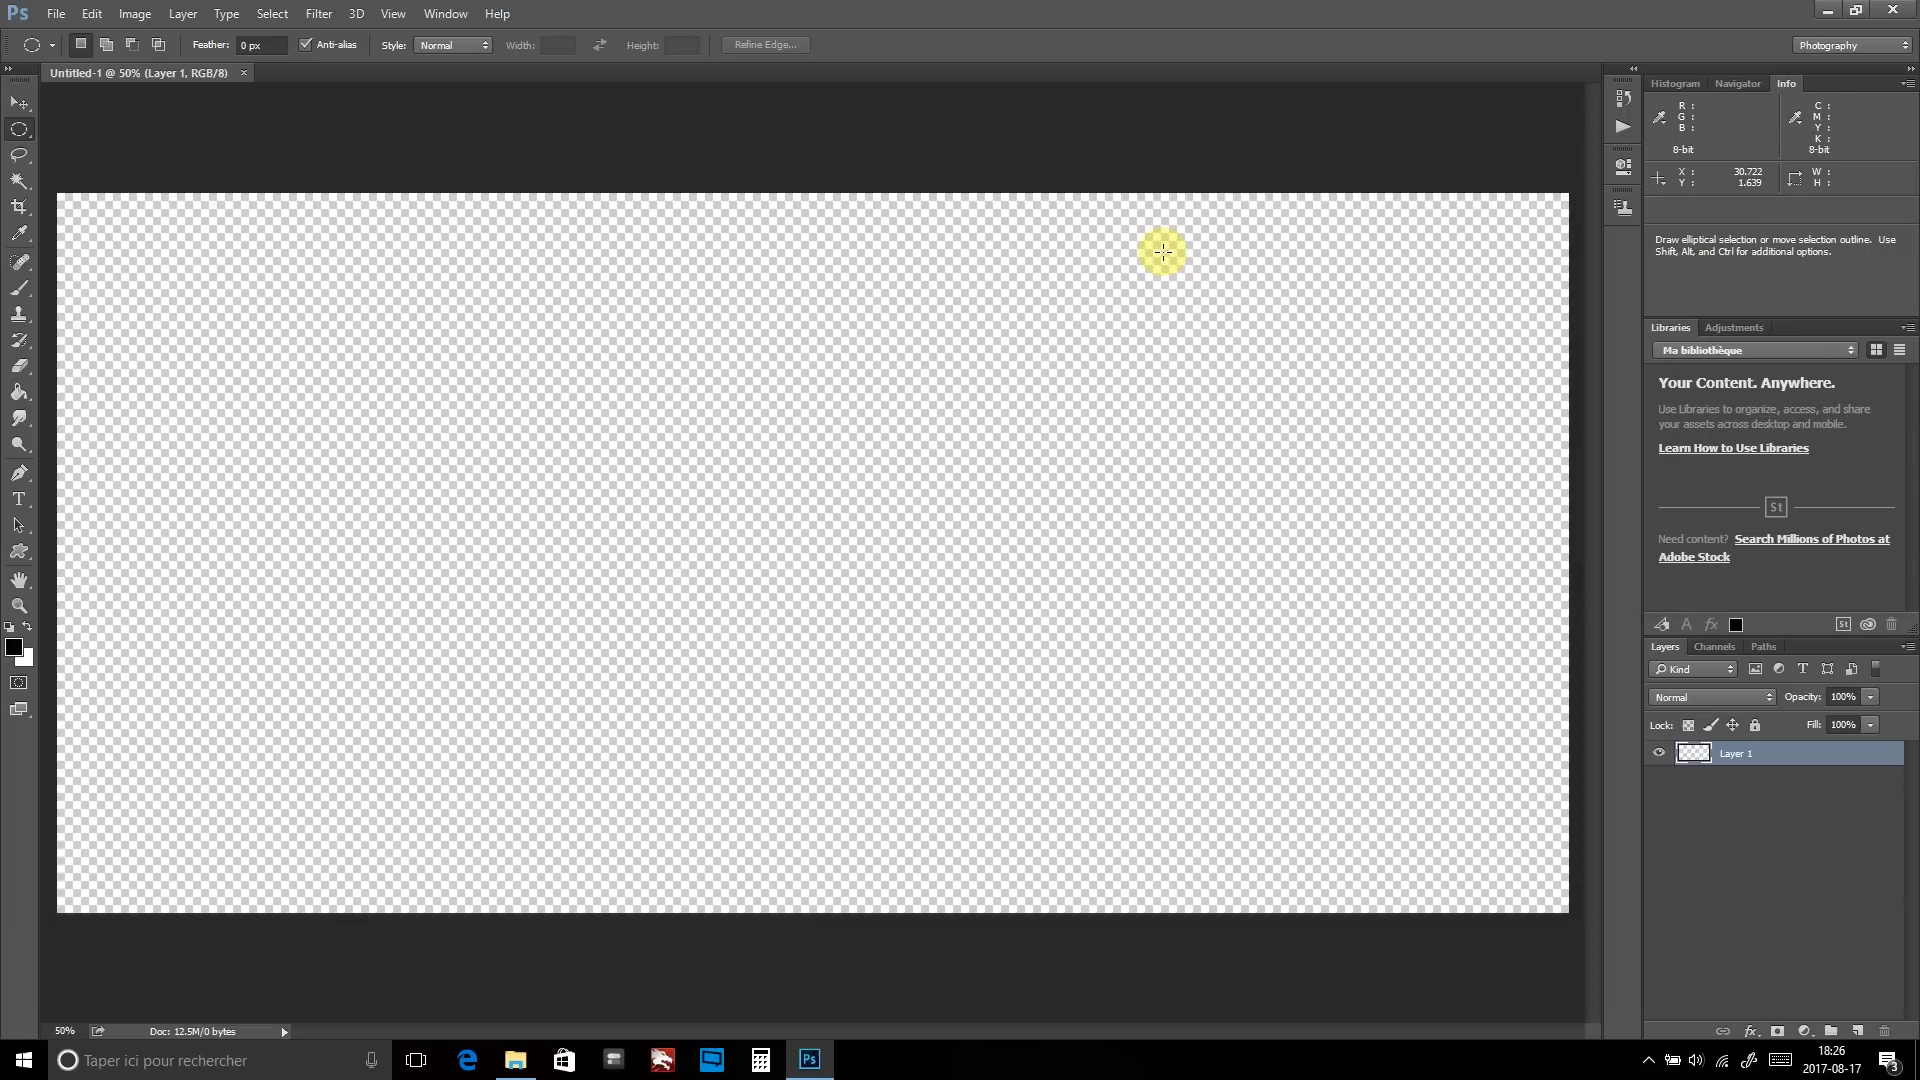 Ps File Edit Image Layer Type Select Filter 3D View Window Help
Feather: 0 px Anti-alias Style: Normal Width: Height: Refine Edge... Photography
Untitled-1 @ 50% (Layer 1, RGB/8) ×
Histogram Navigator Info
R : C :
G : M :
B : Y :
K :
8-bit 8-bit
X : 30.722 W :
Y : 1.639 H :
Draw elliptical selection or move selection outline. Use
Shift, Alt, and Ctrl for additional options.
Libraries Adjustments
Ma bibliothèque
Your Content. Anywhere.
Use Libraries to organize, access, and share
your assets across desktop and mobile.
Learn How to Use Libraries
St
Need content? Search Millions of Photos at
Adobe Stock
A fx St
Layers Channels Paths
Kind T
Normal Opacity: 100%
Lock: Fill: 100%
Layer 1
T
50% Doc: 12.5M/0 bytes
fx
Taper ici pour rechercher
Ps
18:26
2017-08-17
3